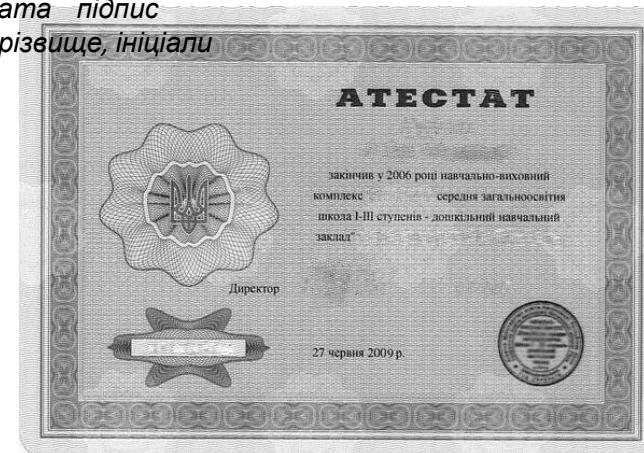 ата підпис
різвище, ініціали
АТЕСТАТ
закінчив у 2006 році навчально-виховний
комплекс середня загальноосвітня
школа І-ІІІ ступенів - дошкільний навчальний
заклад"
Директор
27 червня 2009 р.